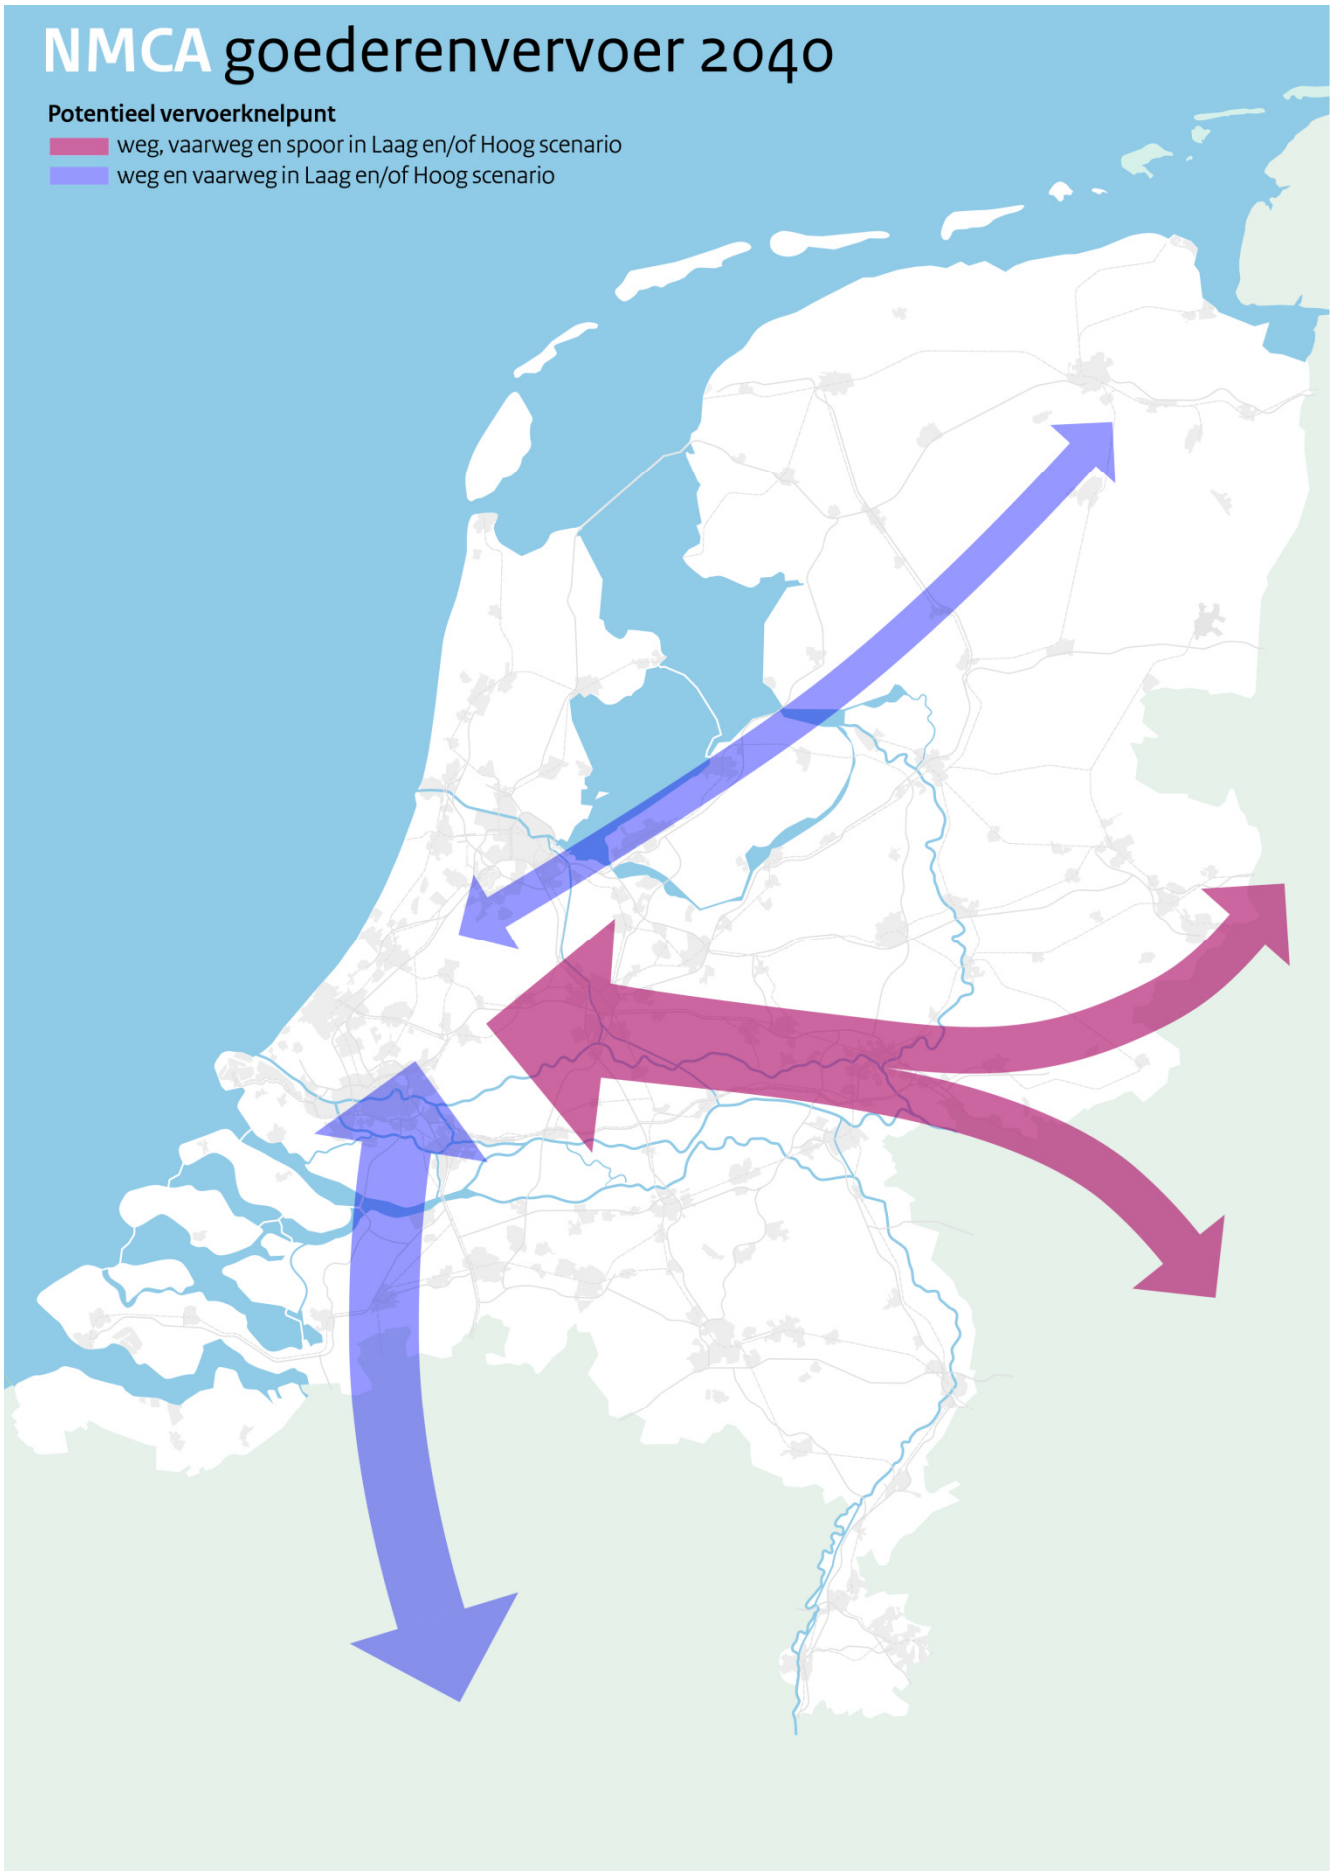 NMCA goederenvervoer 2040
Potentieel vervoerknelpunt
weg, vaarweg en spoor in Laag en/of Hoog scenario
weg en vaarweg in Laag en/of Hoog scenario